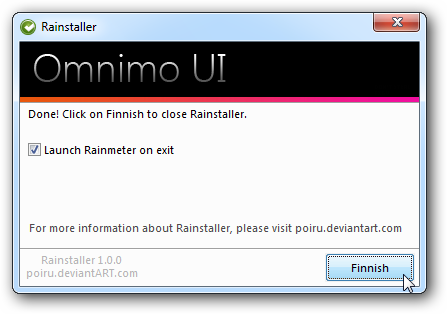 Rainstaller
Omnimo UI
Done! Click on Finnish to close Rainstaller.
Launch Rainmeter on exit
For more information about Rainstaller, please visit poiru.deviantart.com
Rainstaller 1.0.0
poiru.deviantART.com
Finnish